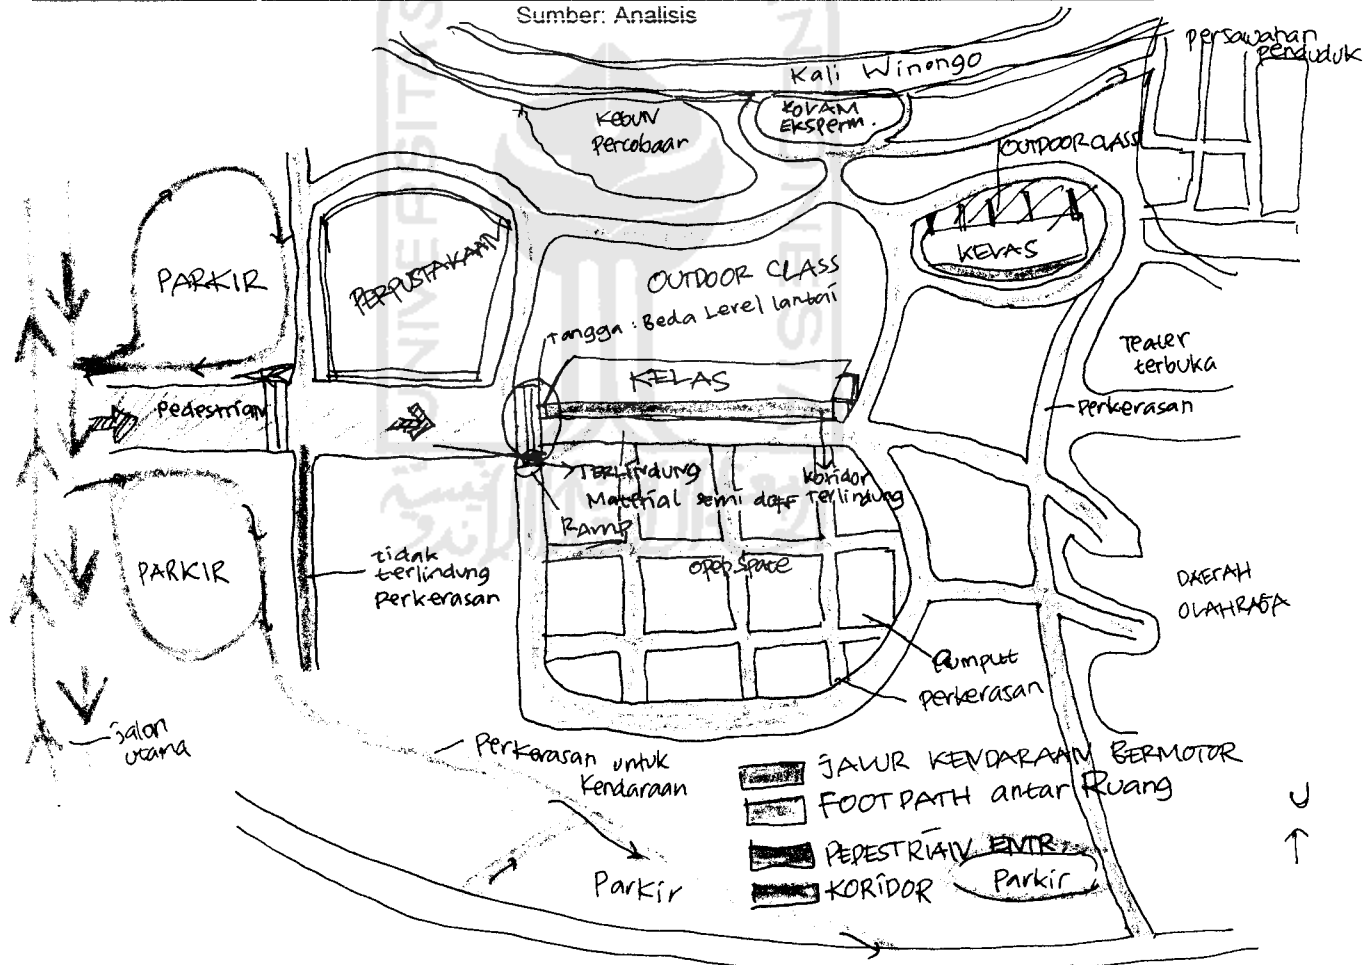 Sumber: Analisis
Kali Winongo
persawahan
penduduk
KOLAM
Eksperm.
Kebun
Percobaan
OUTDOOR CLASS
KELAS
PARKIR
PERPUSTAKAAN
OUTDOOR CLASS
Tangga : Beda Level lantai
Teater
terbuka
KELAS
Perkerasan
Pedestrian
TERLINDUNG
Material semi doff
koridor
Terlindung
Ramp
tidak
terlindung
Perkerasan
PARKIR
open space
DAERAH
OLAHRAGA
Rumput
perkerasan
jalan
utama
Perkerasan untuk
Kendaraan
JALUR KENDARAAN BERMOTOR
FOOTPATH antar Ruang
PEDESTRIAN ENTR
KORIDOR
Parkir
Parkir
U
UNIVERSITAS